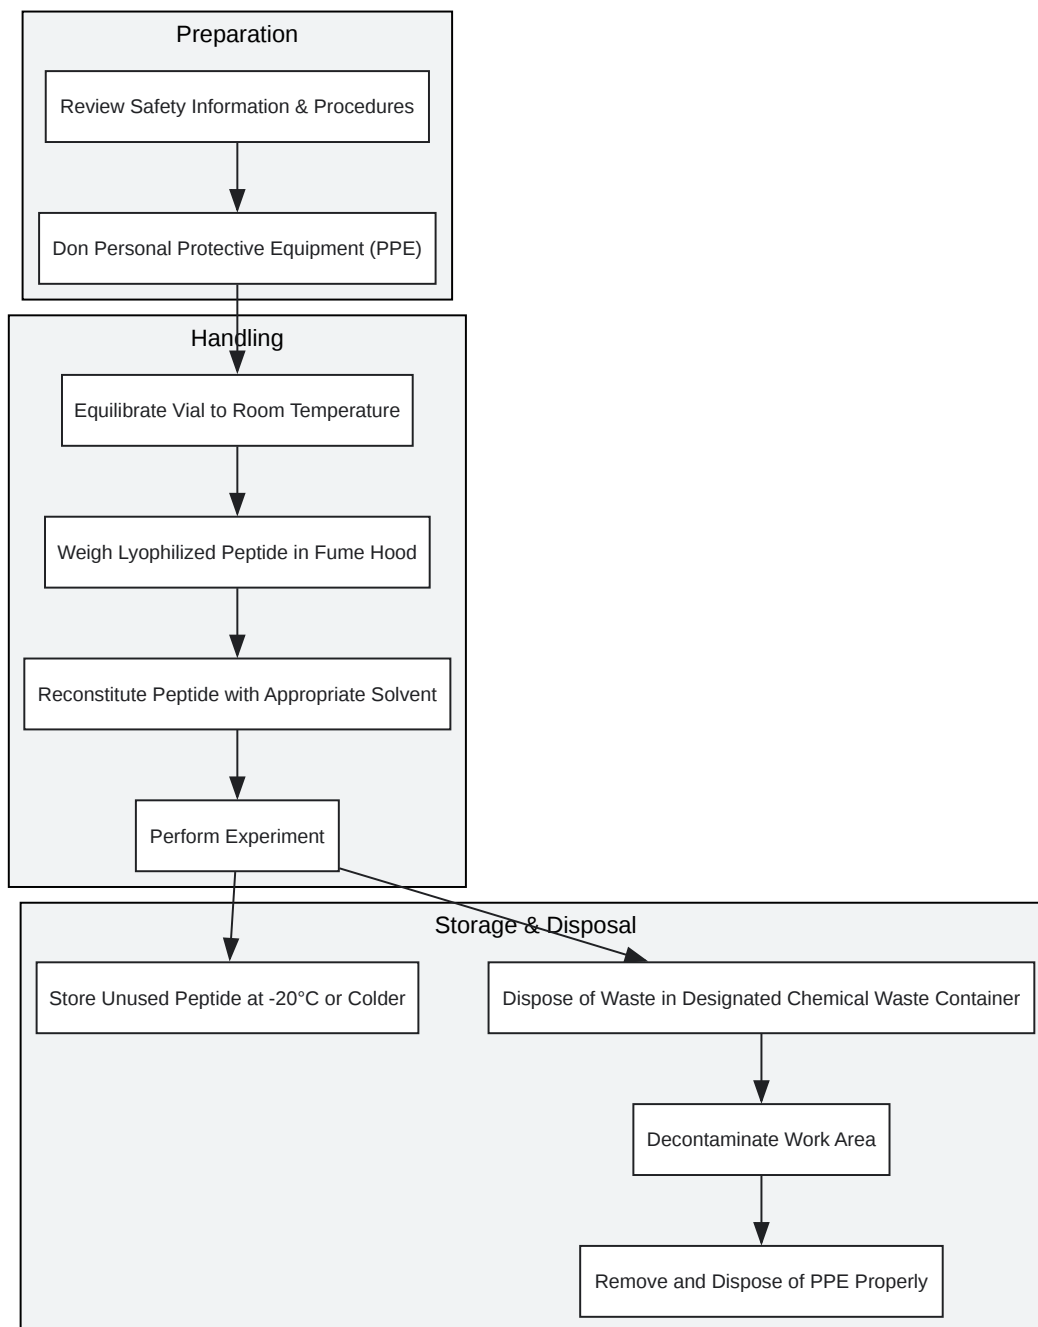 Preparation
Review Safety Information & Procedures
Don Personal Protective Equipment (PPE)
Handling
Equilibrate Vial to Room Temperature
Weigh Lyophilized Peptide in Fume Hood
Reconstitute Peptide with Appropriate Solvent
Perform Experiment
Storage & Disposal
Store Unused Peptide at -20°C or Colder
Dispose of Waste in Designated Chemical Waste Container
Decontaminate Work Area
Remove and Dispose of PPE Properly